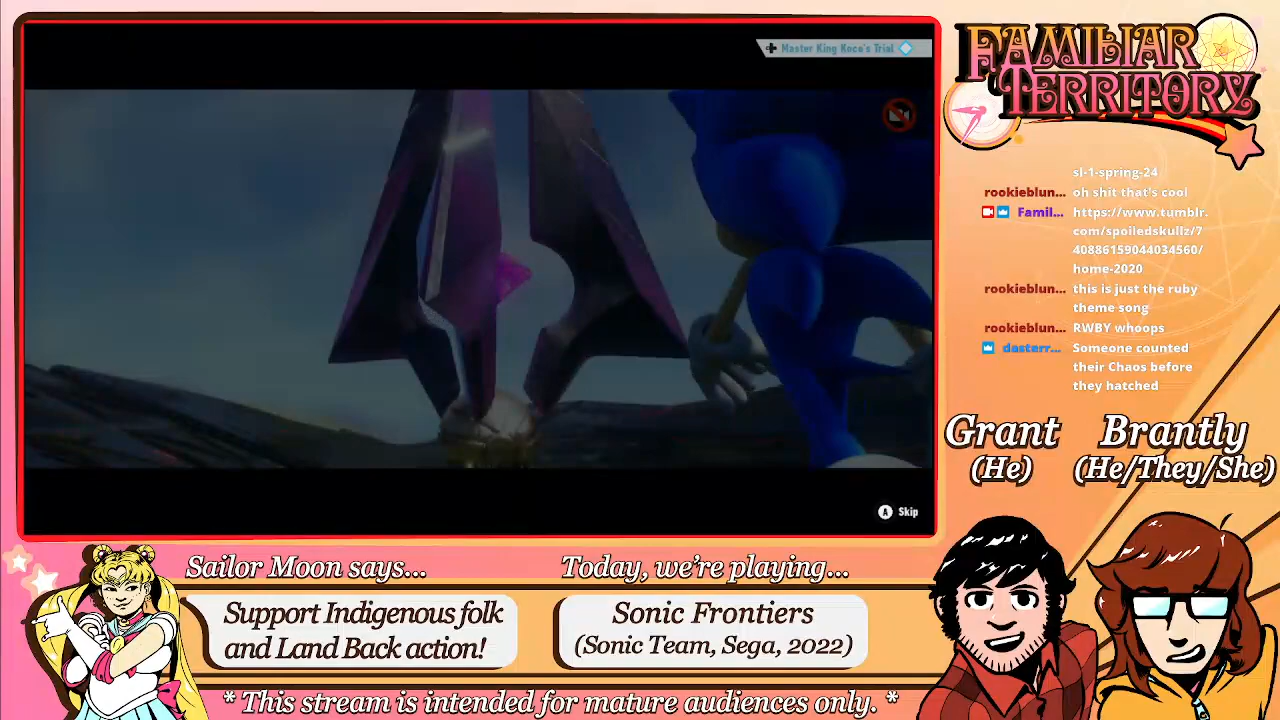 Master King Koco's Trial
A Skip
FAMILIAR
TERRITORY
sl-1-spring-24
rookieblun... oh shit that's cool
Famil... https://www.tumblr.
com/spoiledskullz/7
40886159044034560/
home-2020
rookieblun... this is just the ruby
theme song
rookieblun... RWBY whoops
dasterr... Someone counted
their Chaos before
they hatched
Grant
(He)
Brantly
(He/They/She)
Sailor Moon says...
Support Indigenous folk
and Land Back action!
Today, we're playing...
Sonic Frontiers
(Sonic Team, Sega, 2022)
* This stream is intended for mature audiences only. *